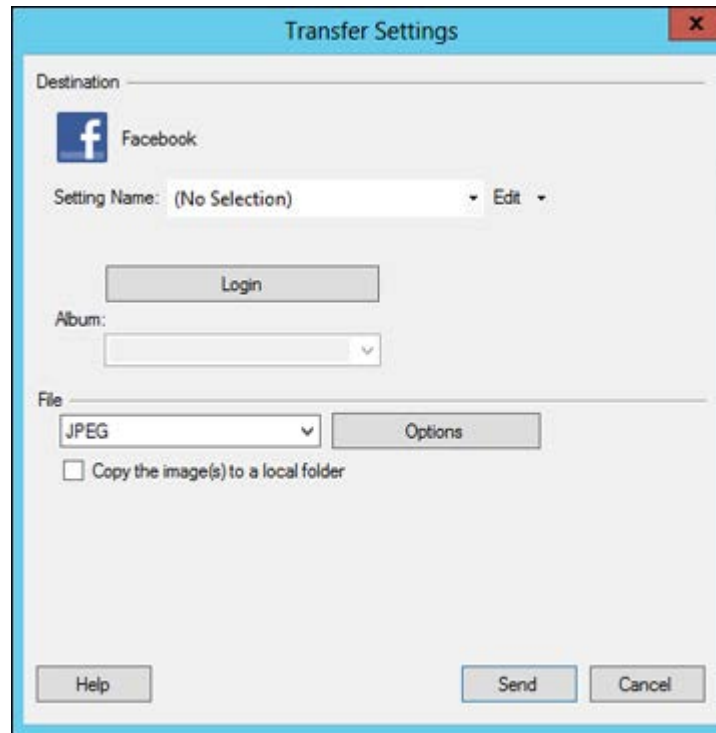 Transfer Settings
x
Destination
f Facebook
Setting Name: (No Selection) Edit
Login
Album:
File
JPEG Options
Copy the image(s) to a local folder
Help Send Cancel